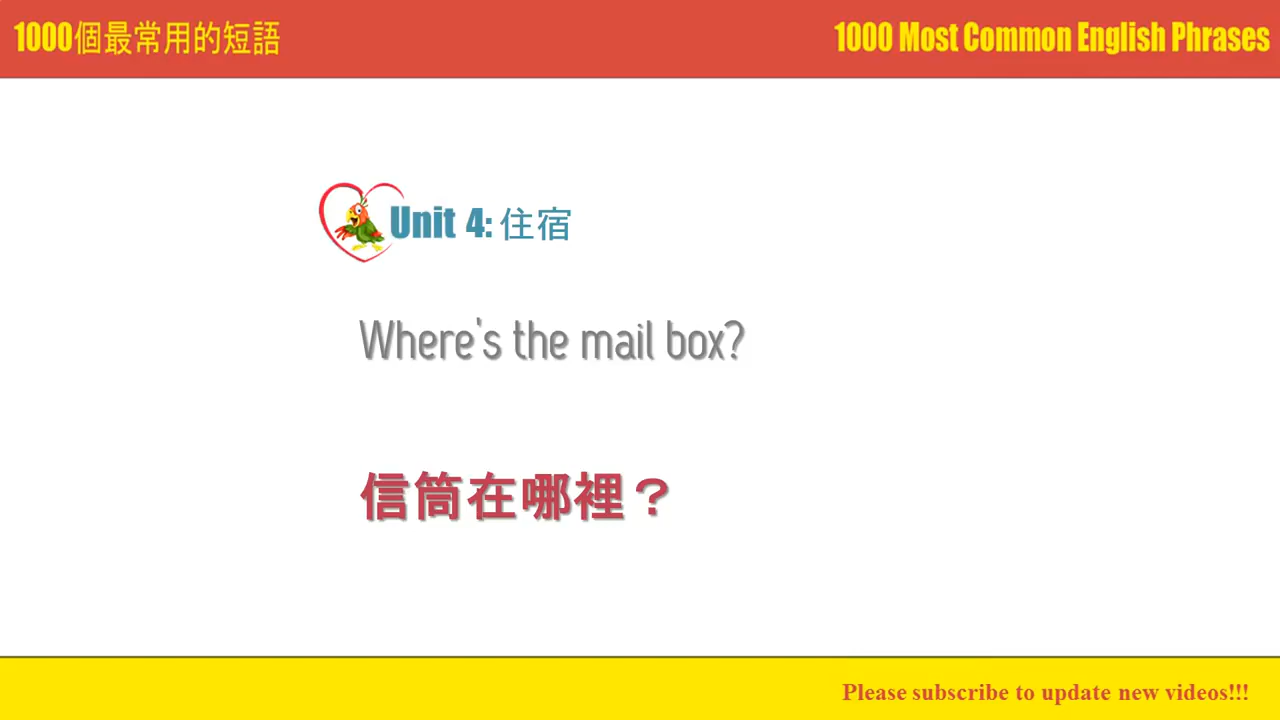 1000個最常用的短語
1000 Most Common English Phrases
Unit 4: 住宿
Where's the mail box?
信筒在哪裡？
Please subscribe to update new videos!!!